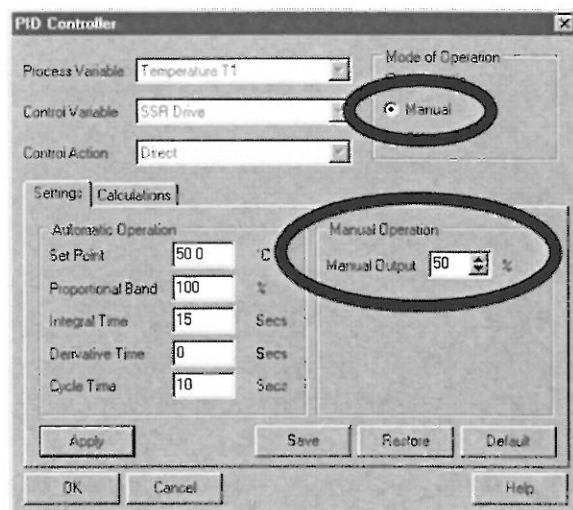 PID Controller
Process Variable Temperature T1
Control Variable SSR Drive
Control Action Direct
Mode of Operation
Manual
Settings Calculations
Automatic Operation
Set Point 50.0 °C
Proportional Band 100 %
Integral Time 15 Secs
Derivative Time 0 Secs
Cycle Time 10 Secs
Manual Operation
Manual Output 50 %
Apply Save Restore Default
OK Cancel Help